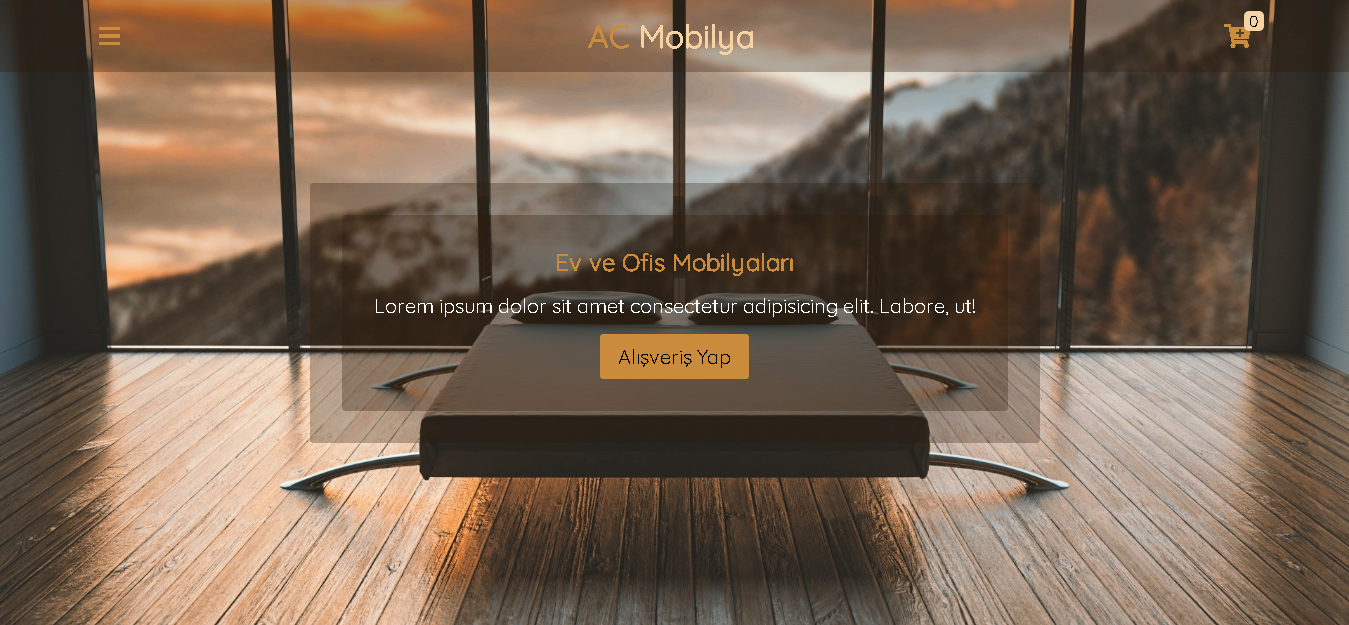 AC Mobilya
0
Ev ve Ofis Mobilyaları
Lorem ipsum dolor sit amet consectetur adipisicing elit. Labore, ut!
Alışveriş Yap